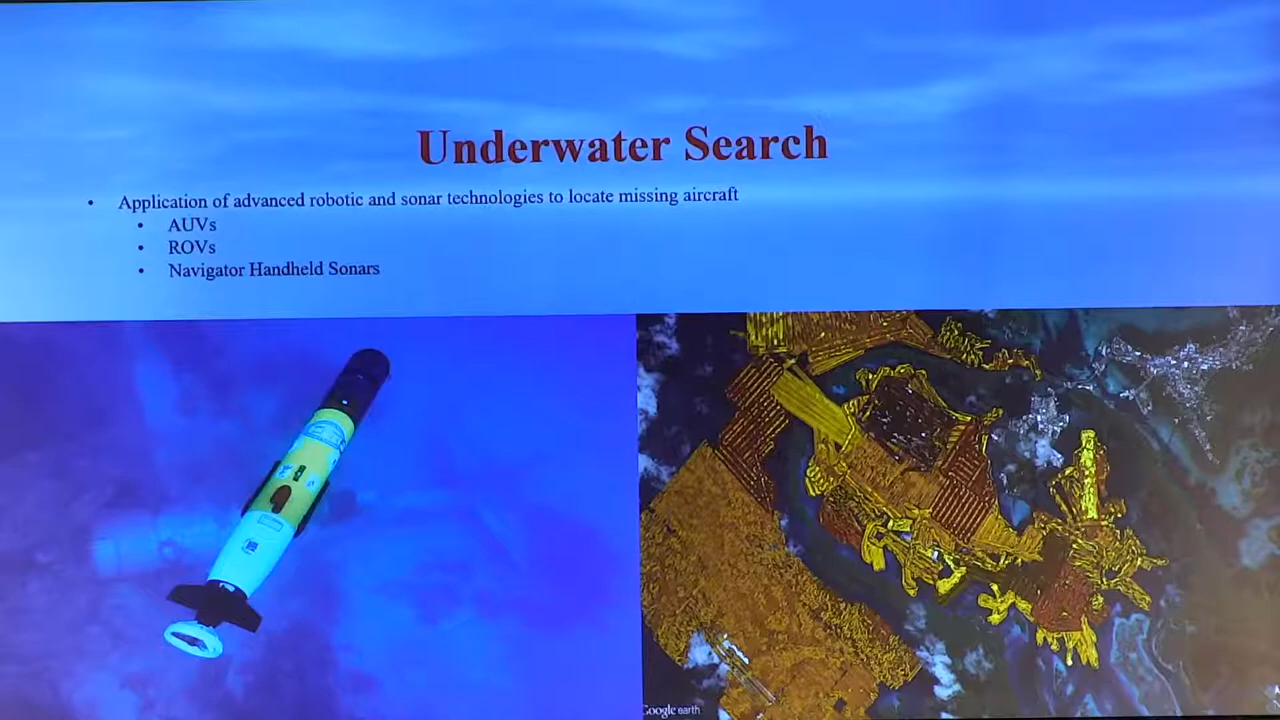 Underwater Search
• Application of advanced robotic and sonar technologies to locate missing aircraft
• AUVs
• ROVs
• Navigator Handheld Sonars
Google earth